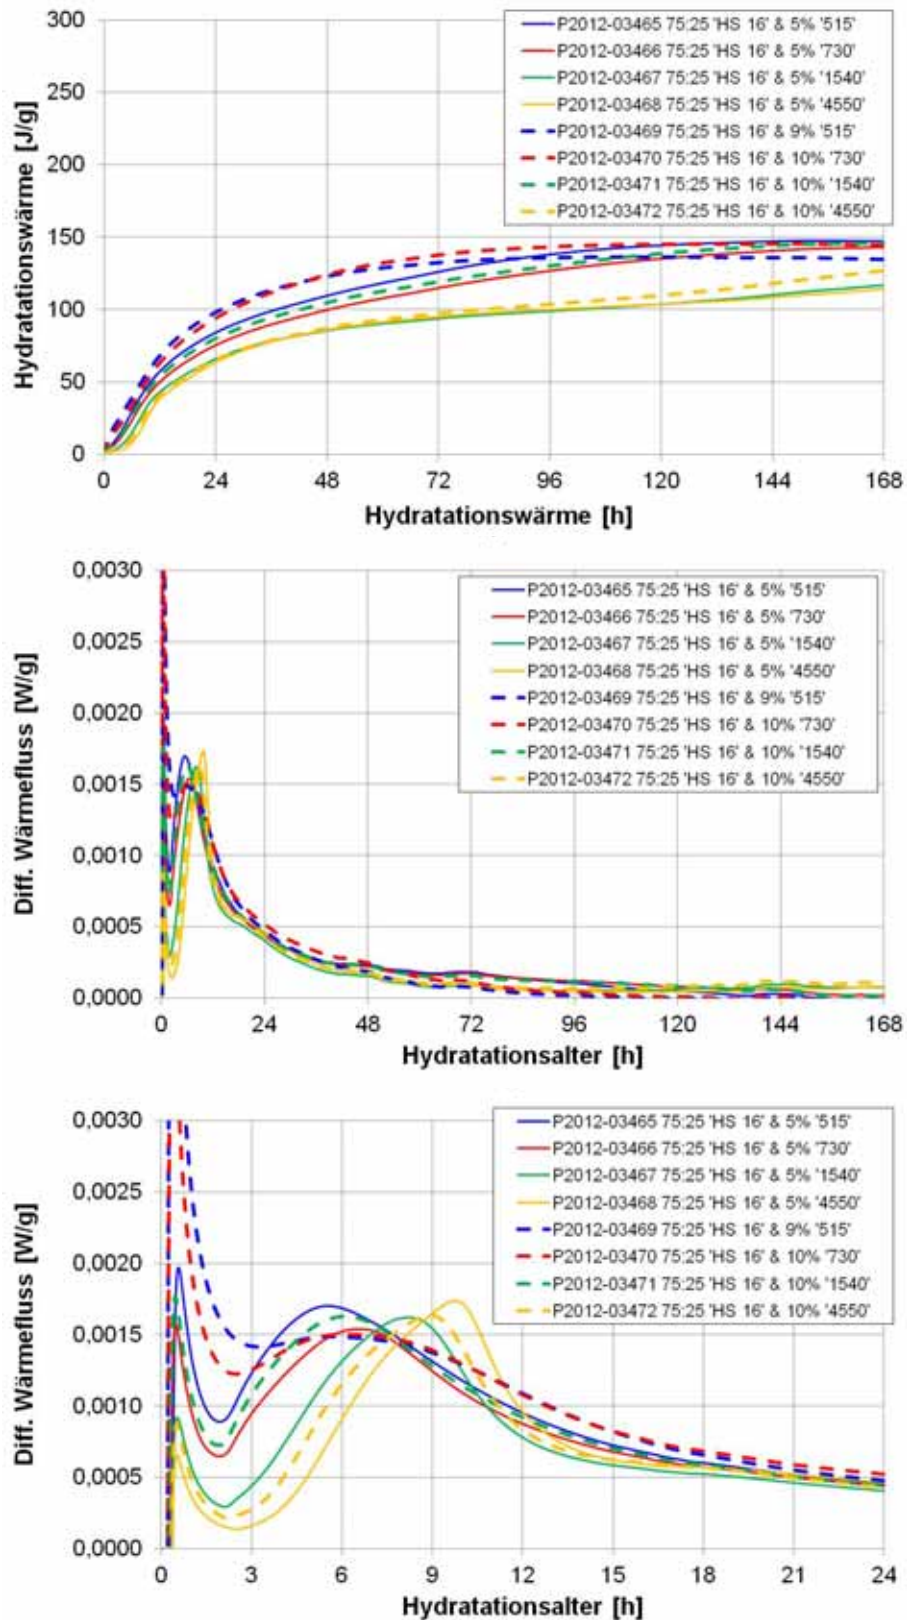 300
250
200
150
100
50
0
Hydratationswärme [J/g]
P2012-03465 75:25 'HS 16' & 5% '515'
P2012-03466 75:25 'HS 16' & 5% '730'
P2012-03467 75:25 'HS 16' & 5% '1540'
P2012-03468 75:25 'HS 16' & 5% '4550'
P2012-03469 75:25 'HS 16' & 9% '515'
P2012-03470 75:25 'HS 16' & 10% '730'
P2012-03471 75:25 'HS 16' & 10% '1540'
P2012-03472 75:25 'HS 16' & 10% '4550'
0 24 48 72 96 120 144 168
Hydratationswärme [h]
0,0030
0,0025
0,0020
0,0015
0,0010
0,0005
0,0000
Diff. Wärmefluss [W/g]
P2012-03465 75:25 'HS 16' & 5% '515'
P2012-03466 75:25 'HS 16' & 5% '730'
P2012-03467 75:25 'HS 16' & 5% '1540'
P2012-03468 75:25 'HS 16' & 5% '4550'
P2012-03469 75:25 'HS 16' & 9% '515'
P2012-03470 75:25 'HS 16' & 10% '730'
P2012-03471 75:25 'HS 16' & 10% '1540'
P2012-03472 75:25 'HS 16' & 10% '4550'
0 24 48 72 96 120 144 168
Hydratationsalter [h]
0,0030
0,0025
0,0020
0,0015
0,0010
0,0005
0,0000
Diff. Wärmefluss [W/g]
P2012-03465 75:25 'HS 16' & 5% '515'
P2012-03466 75:25 'HS 16' & 5% '730'
P2012-03467 75:25 'HS 16' & 5% '1540'
P2012-03468 75:25 'HS 16' & 5% '4550'
P2012-03469 75:25 'HS 16' & 9% '515'
P2012-03470 75:25 'HS 16' & 10% '730'
P2012-03471 75:25 'HS 16' & 10% '1540'
P2012-03472 75:25 'HS 16' & 10% '4550'
0 3 6 9 12 15 18 21 24
Hydratationsalter [h]